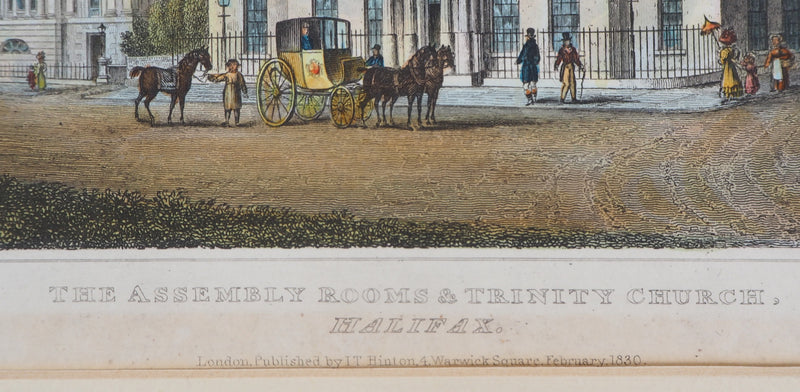 THE ASSEMBLY ROOMS & TRINITY CHURCH,
HALIFAX.
London. Published by I.T. Hinton, 4, Warwick Square. February, 1830.